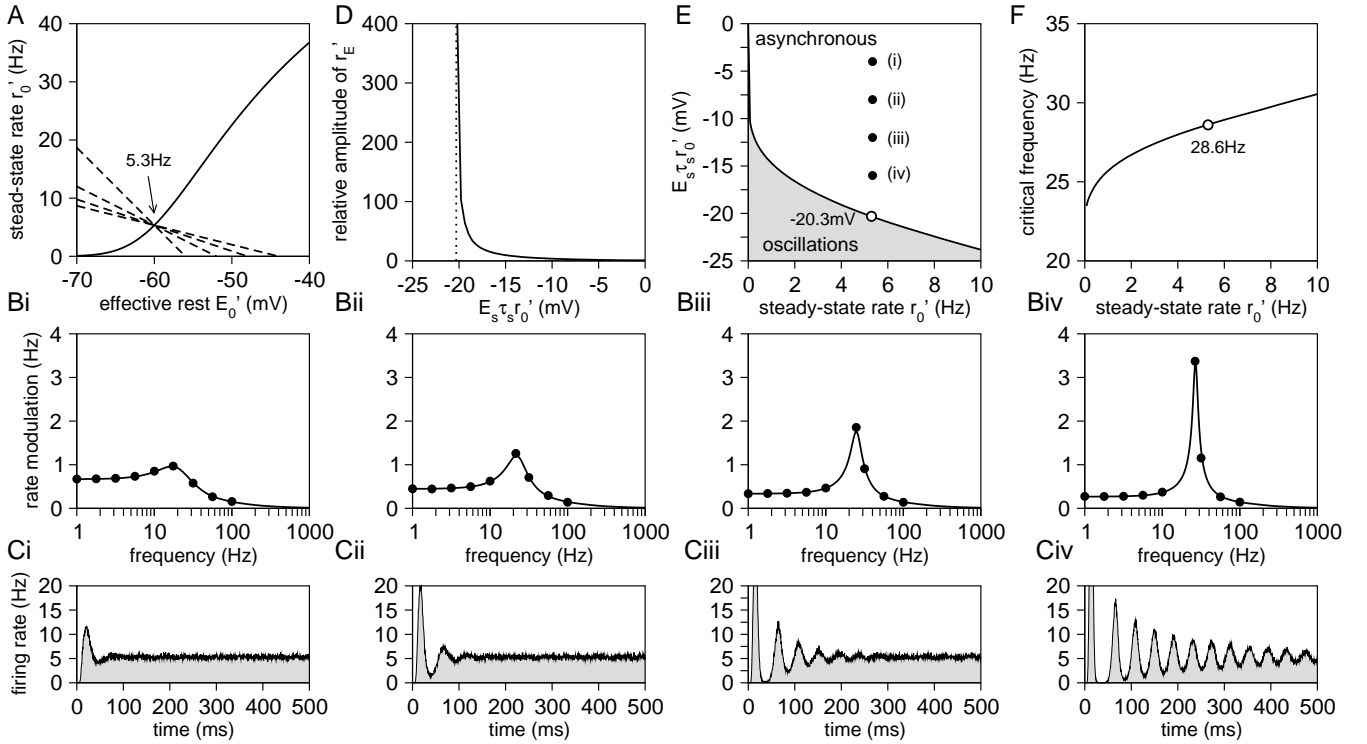 A
stead-state rate r0' (Hz)
40
30
20
10
0
5.3Hz
-70 -60 -50 -40
effective rest E0' (mV)
D
relative amplitude of rE'
400
300
200
100
0
-25 -20 -15 -10 -5 0
Esτsr0' (mV)
E
Esτsr0' (mV)
0
-5
-10
-15
-20
-25
asynchronous
(i)
(ii)
(iii)
(iv)
-20.3mV
oscillations
0 2 4 6 8 10
steady-state rate r0' (Hz)
F
critical frequency (Hz)
35
30
25
20
28.6Hz
0 2 4 6 8 10
steady-state rate r0' (Hz)
Bi
rate modulation (Hz)
4
3
2
1
0
1 10 100 1000
frequency (Hz)
Bii
4
3
2
1
0
1 10 100 1000
frequency (Hz)
Biii
4
3
2
1
0
1 10 100 1000
frequency (Hz)
Biv
4
3
2
1
0
1 10 100 1000
frequency (Hz)
Ci
firing rate (Hz)
20
15
10
5
0
0 100 200 300 400 500
time (ms)
Cii
20
15
10
5
0
0 100 200 300 400 500
time (ms)
Ciii
20
15
10
5
0
0 100 200 300 400 500
time (ms)
Civ
20
15
10
5
0
0 100 200 300 400 500
time (ms)